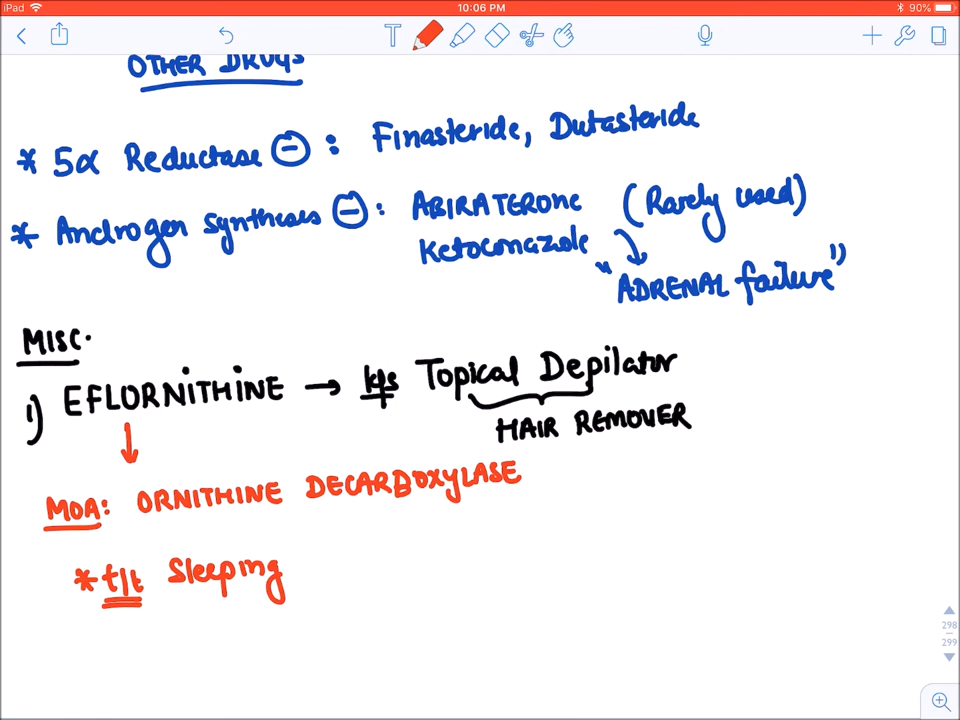 iPad 10:06 PM 90%
T
OTHER DRUGS
* 5α Reductase ⊖ : Finasteride, Dutasteride
* Androgen syntheses ⊖ : ABIRATERONE (Rarely used)
Ketoconazole
"ADRENAL failure"
MISC.
1) EFLORNITHINE → k/s Topical Depilator
HAIR REMOVER
MOA: ORNITHINE DECARBOXYLASE
* t/t Sleeping
298
299